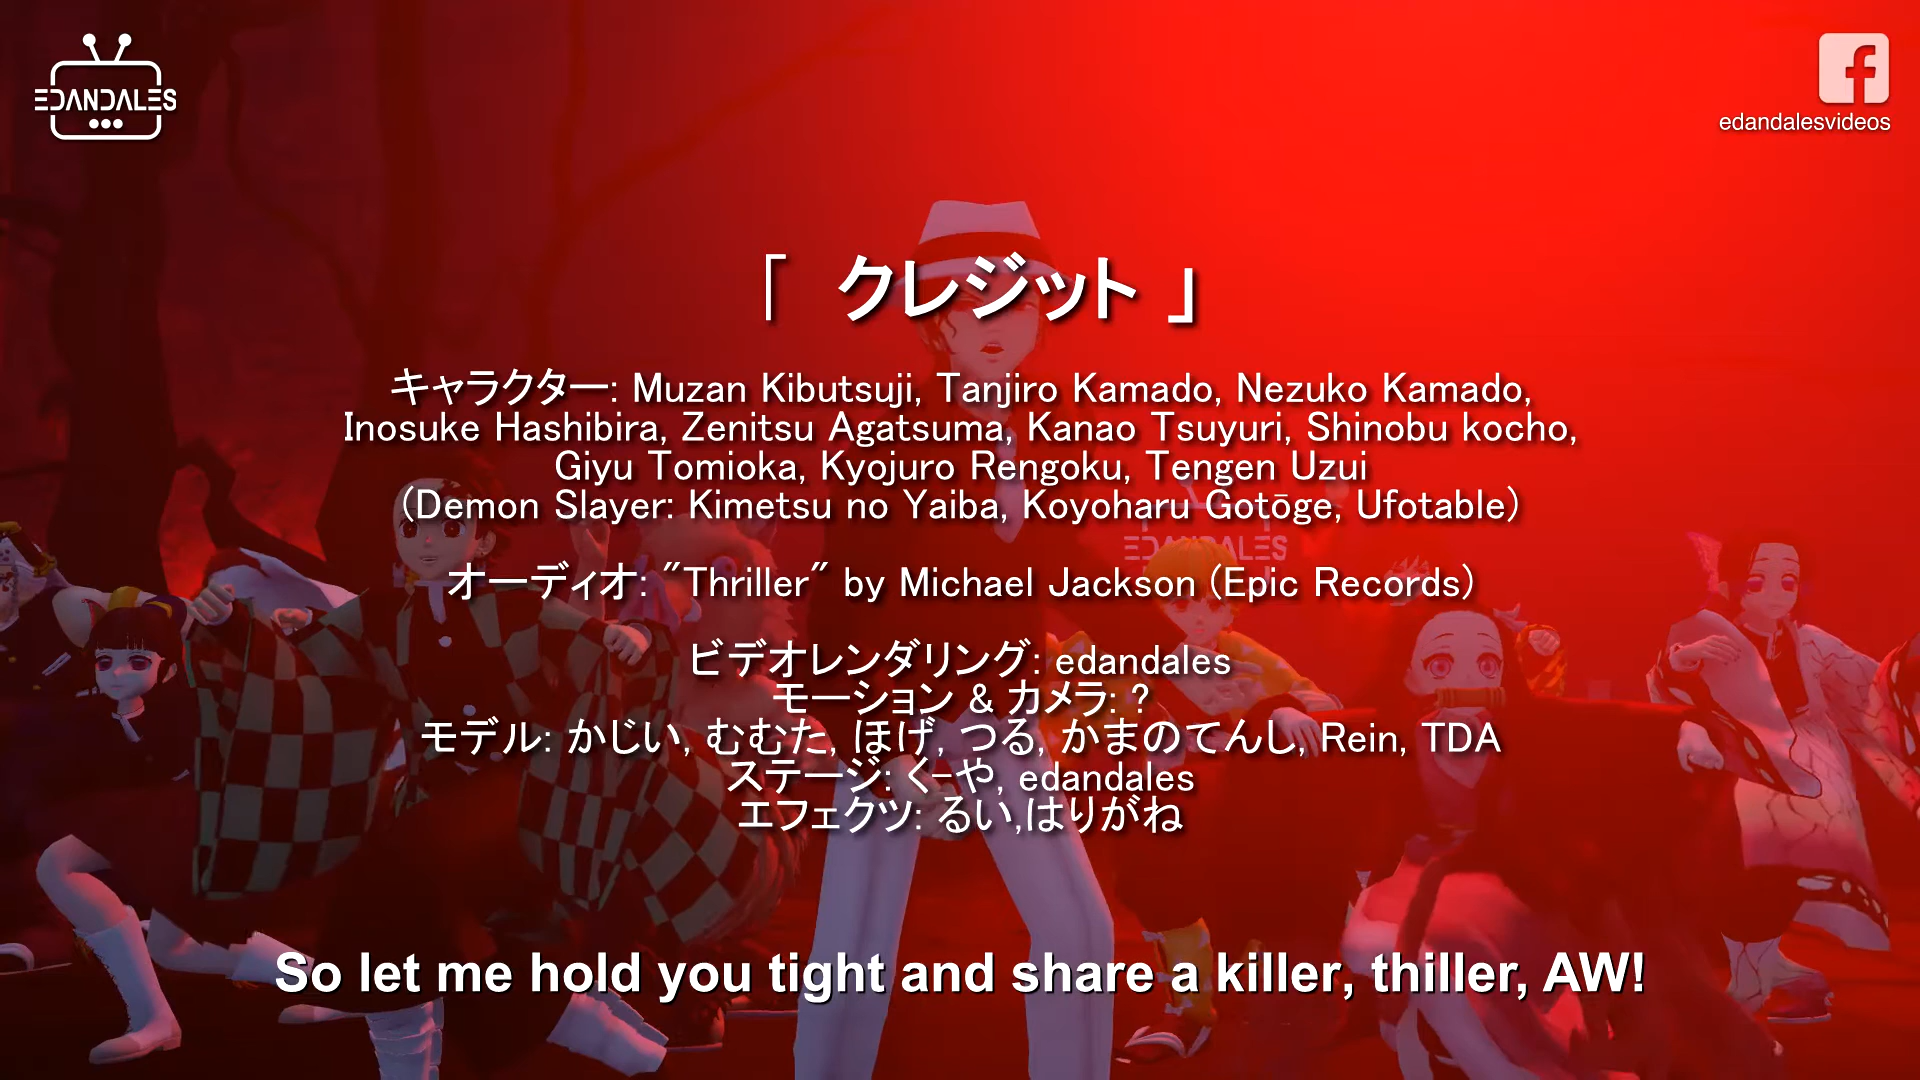 EDANDALES
edandalesvideos
「 クレジット 」
キャラクター: Muzan Kibutsuji, Tanjiro Kamado, Nezuko Kamado,
Inosuke Hashibira, Zenitsu Agatsuma, Kanao Tsuyuri, Shinobu kocho,
Giyu Tomioka, Kyojuro Rengoku, Tengen Uzui
(Demon Slayer: Kimetsu no Yaiba, Koyoharu Gotōge, Ufotable)
EDANDALES
オーディオ: "Thriller" by Michael Jackson (Epic Records)
ビデオレンダリング: edandales
モーション & カメラ: ?
モデル: かじい, むむた, ほげ, つる, かまのてんし, Rein, TDA
ステージ: くーや, edandales
エフェクツ: るい,はりがね
So let me hold you tight and share a killer, thiller, AW!